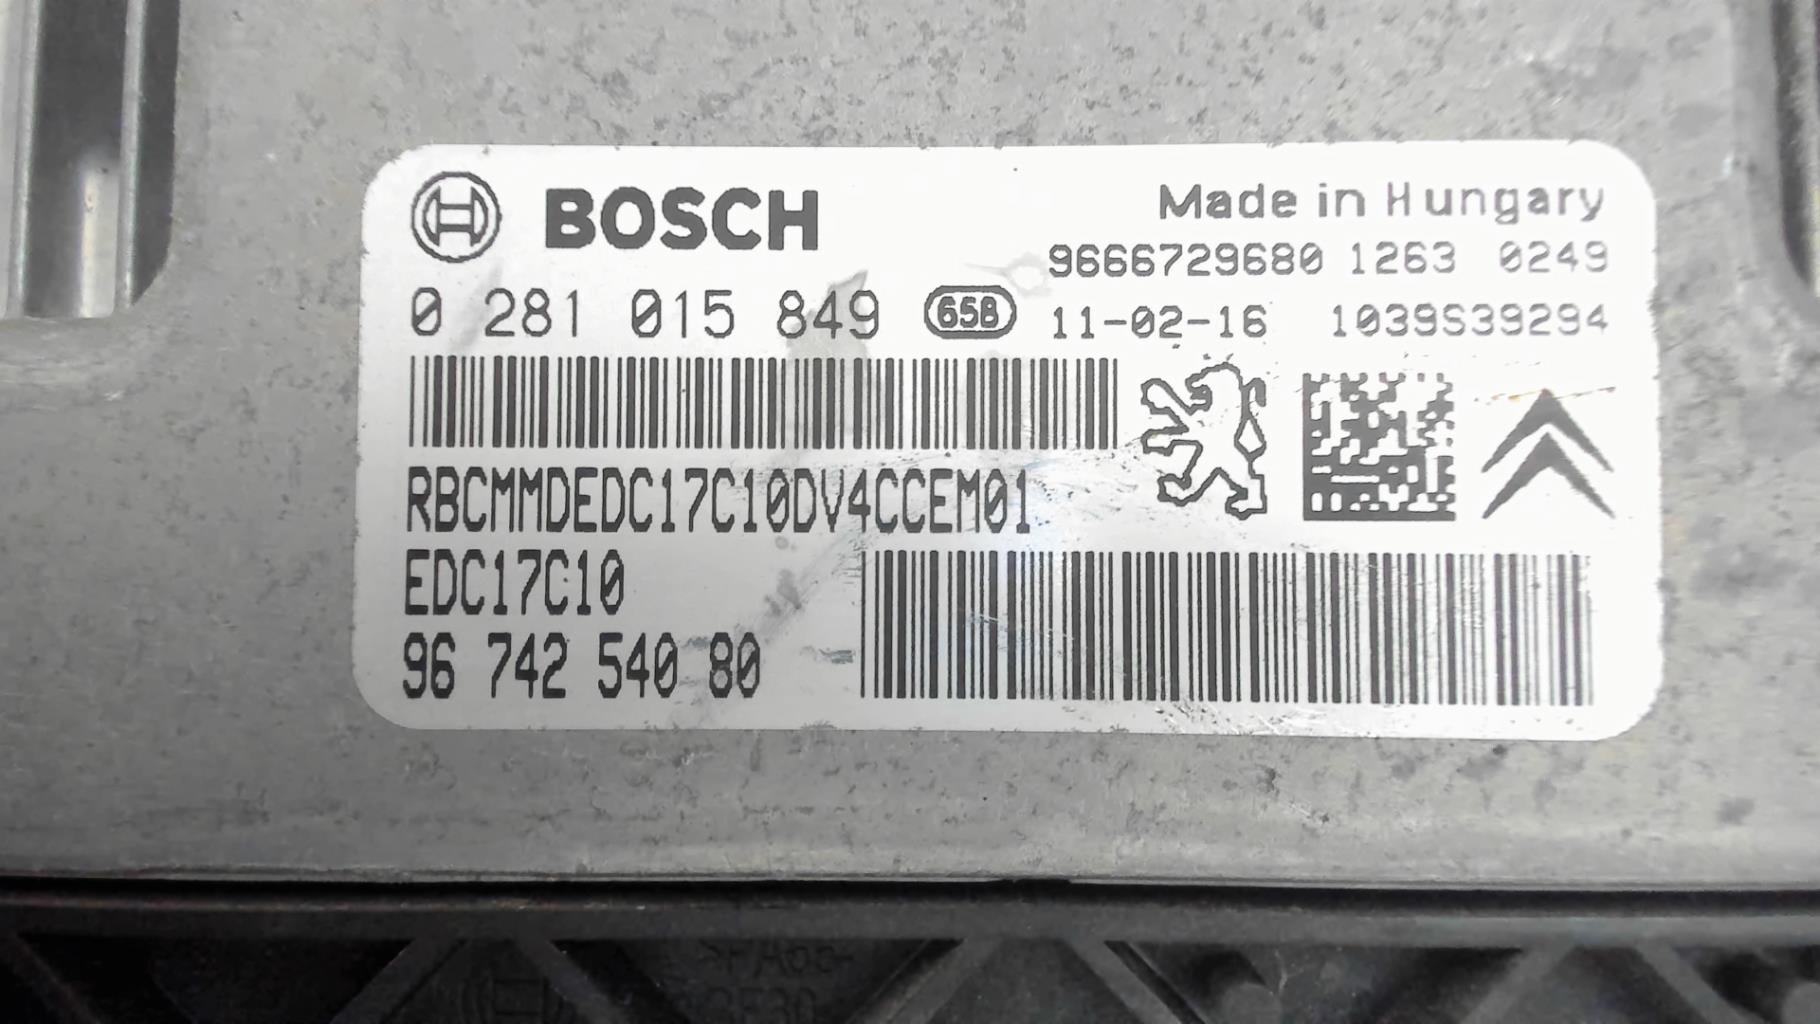 BOSCH
Made in Hungary
9666729680 1263 0249
0 281 015 849 65B 11-02-16 1039S39294
RBCMMDEDC17C10DV4CCEM01
EDC17C10
96 742 540 80